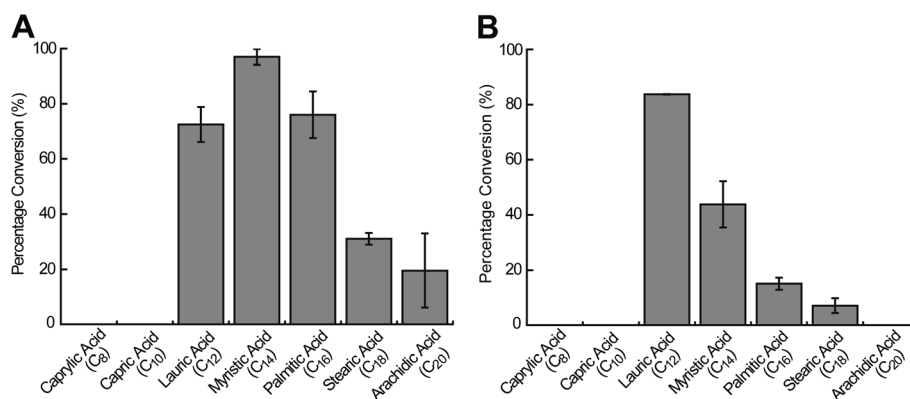 A
Percentage Conversion (%)
100
80
60
40
20
0
Caprylic Acid
(C8)
Capric Acid
(C10)
Lauric Acid
(C12)
Myristic Acid
(C14)
Palmitic Acid
(C16)
Stearic Acid
(C18)
Arachidic Acid
(C20)
B
Percentage Conversion (%)
100
80
60
40
20
0
Caprylic Acid
(C8)
Capric Acid
(C10)
Lauric Acid
(C12)
Myristic Acid
(C14)
Palmitic Acid
(C16)
Stearic Acid
(C18)
Arachidic Acid
(C20)